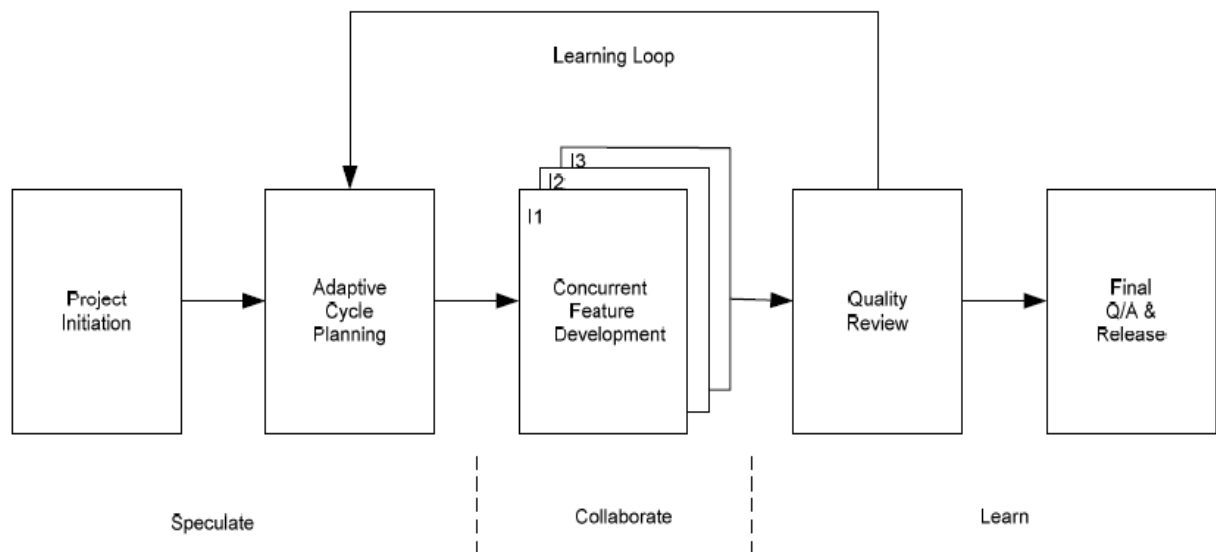 Learning Loop
I3
I2
I1
Project
Initiation
Adaptive
Cycle
Planning
Concurrent
Feature
Development
Quality
Review
Final
Q/A &
Release
Speculate
Collaborate
Learn